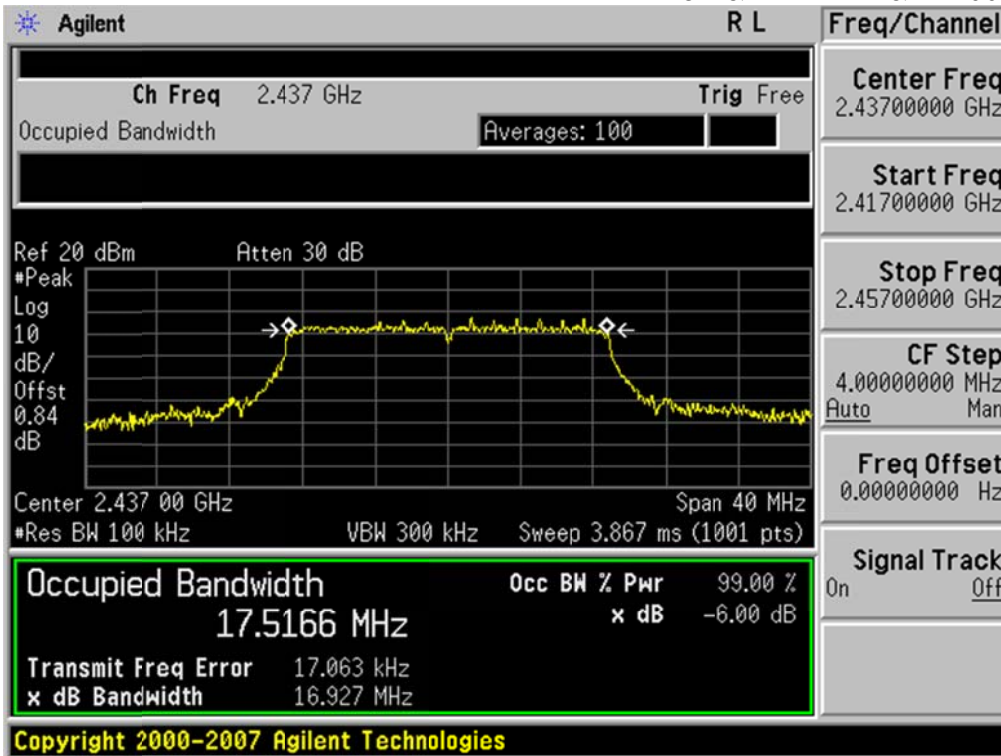 Agilent R L Freq/Channel
Ch Freq 2.437 GHz Trig Free
Occupied Bandwidth Averages: 100
Center Freq
2.43700000 GHz
Start Freq
2.41700000 GHz
Stop Freq
2.45700000 GHz
CF Step
4.00000000 MHz
Auto Man
Freq Offset
0.00000000 Hz
Signal Track
On Off
Ref 20 dBm Atten 30 dB
#Peak
Log
10
dB/
Offst
0.84
dB
Center 2.437 00 GHz Span 40 MHz
#Res BW 100 kHz VBW 300 kHz Sweep 3.867 ms (1001 pts)
Occupied Bandwidth Occ BW % Pwr 99.00 %
17.5166 MHz x dB -6.00 dB
Transmit Freq Error 17.063 kHz
x dB Bandwidth 16.927 MHz
Copyright 2000-2007 Agilent Technologies